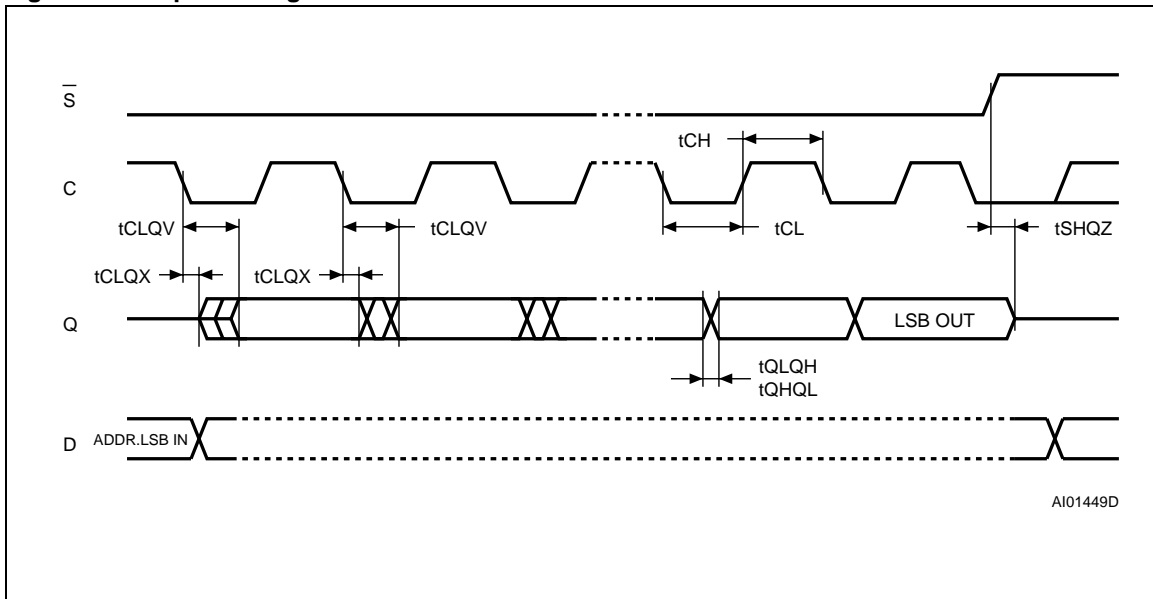 S
tCH
C
tCLQV
tCLQV
tCL
tSHQZ
tCLQX
tCLQX
Q
LSB OUT
tQLQH
tQHQL
D
ADDR.LSB IN
AI01449D